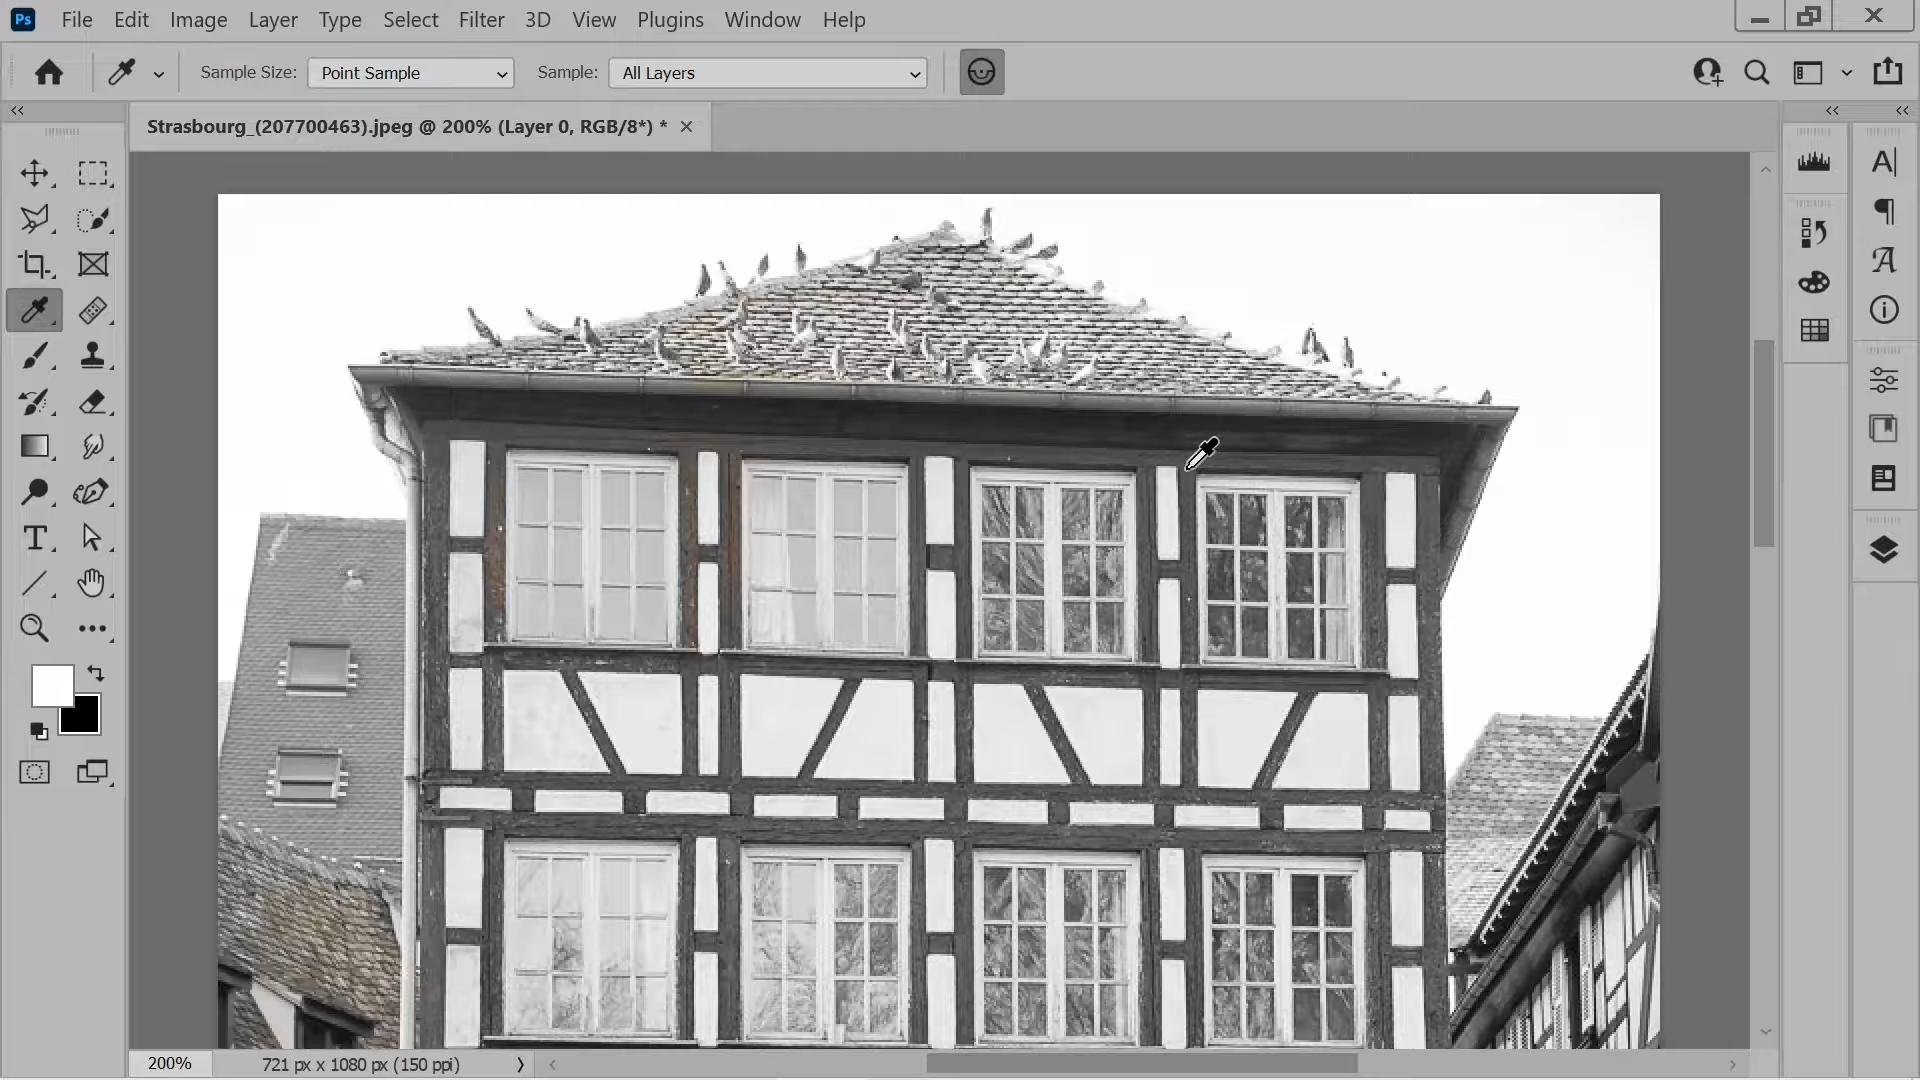 Ps File Edit Image Layer Type Select Filter 3D View Plugins Window Help
Sample Size: Point Sample Sample: All Layers
Strasbourg_(207700463).jpeg @ 200% (Layer 0, RGB/8*) *
200% 721 px x 1080 px (150 ppi)